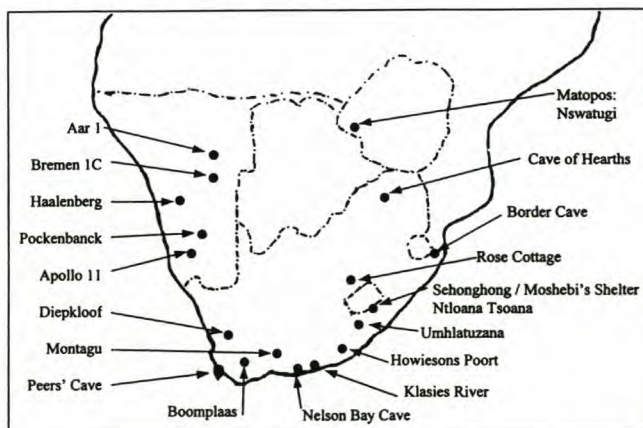 Aar 1
Bremen 1C
Haalenberg
Pockenbanck
Apollo 11
Diepkloof
Montagu
Peers' Cave
Boomplaas
Nelson Bay Cave
Klasies River
Howiesons Poort
Umhlatuzana
Sehonghong / Moshebi's Shelter
Ntloana Tsoana
Rose Cottage
Border Cave
Cave of Hearths
Matopos:
Nswatugi